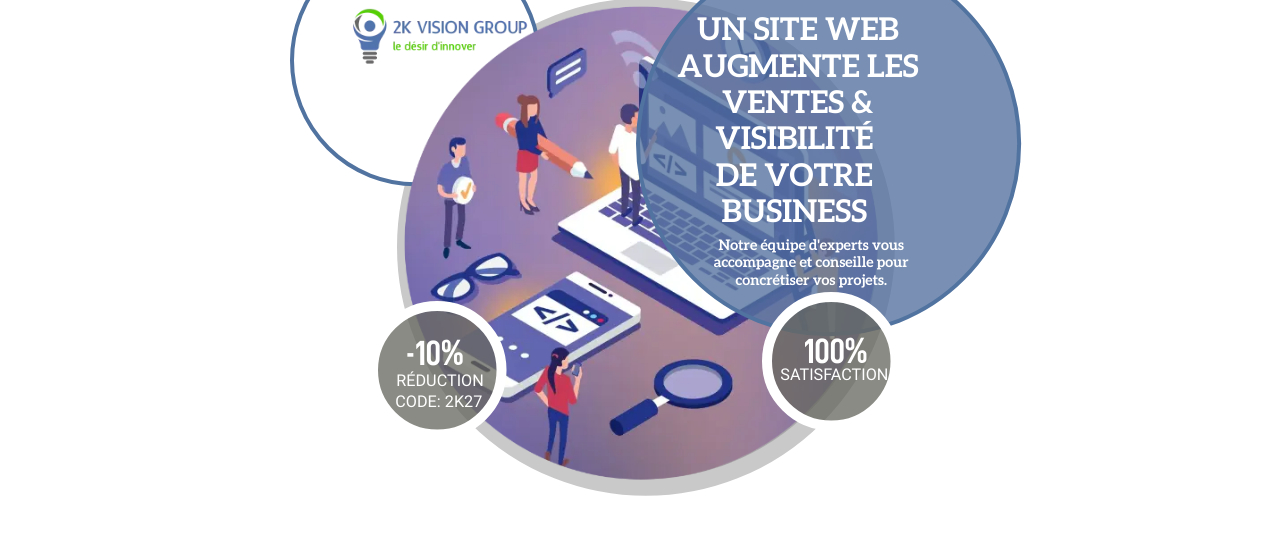 2K VISION GROUP
le désir d'innover
UN SITE WEB
AUGMENTE LES
VENTES &
VISIBILITÉ
DE VOTRE
BUSINESS
Notre équipe d'experts vous
accompagne et conseille pour
concrétiser vos projets.
</>
</>
-10%
RÉDUCTION
CODE: 2K27
100%
SATISFACTION